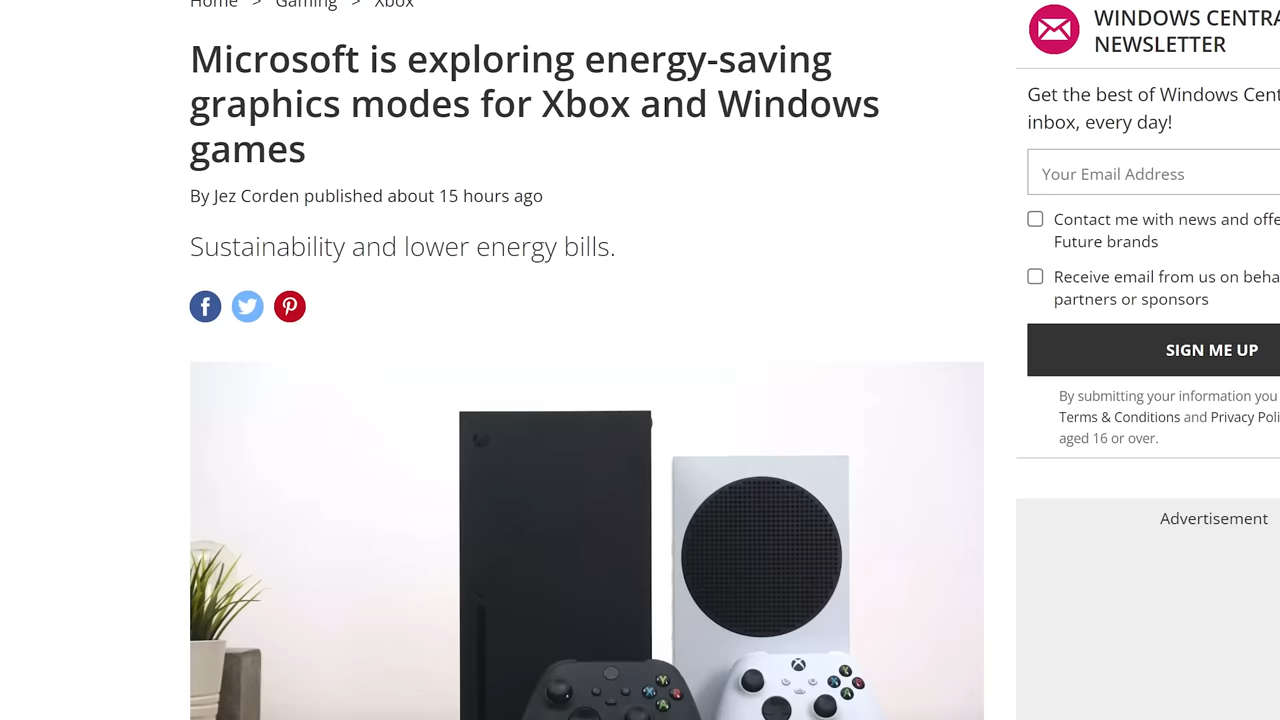 Home > Gaming > Xbox
Microsoft is exploring energy-saving
graphics modes for Xbox and Windows
games
By Jez Corden published about 15 hours ago
Sustainability and lower energy bills.
WINDOWS CENTRA
NEWSLETTER
Get the best of Windows Cent
inbox, every day!
Your Email Address
Contact me with news and offe
Future brands
Receive email from us on beha
partners or sponsors
SIGN ME UP
By submitting your information you
Terms & Conditions and Privacy Poli
aged 16 or over.
Advertisement
Y
X
B
A
Y
X
B
A